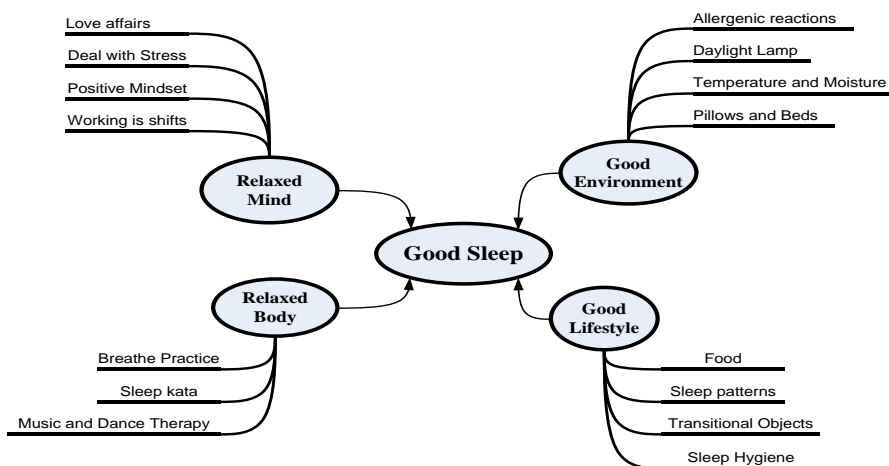 Love affairs
Deal with Stress
Positive Mindset
Working is shifts
Relaxed
Mind
Allergenic reactions
Daylight Lamp
Temperature and Moisture
Pillows and Beds
Good
Environment
Good Sleep
Relaxed
Body
Breathe Practice
Sleep kata
Music and Dance Therapy
Good
Lifestyle
Food
Sleep patterns
Transitional Objects
Sleep Hygiene